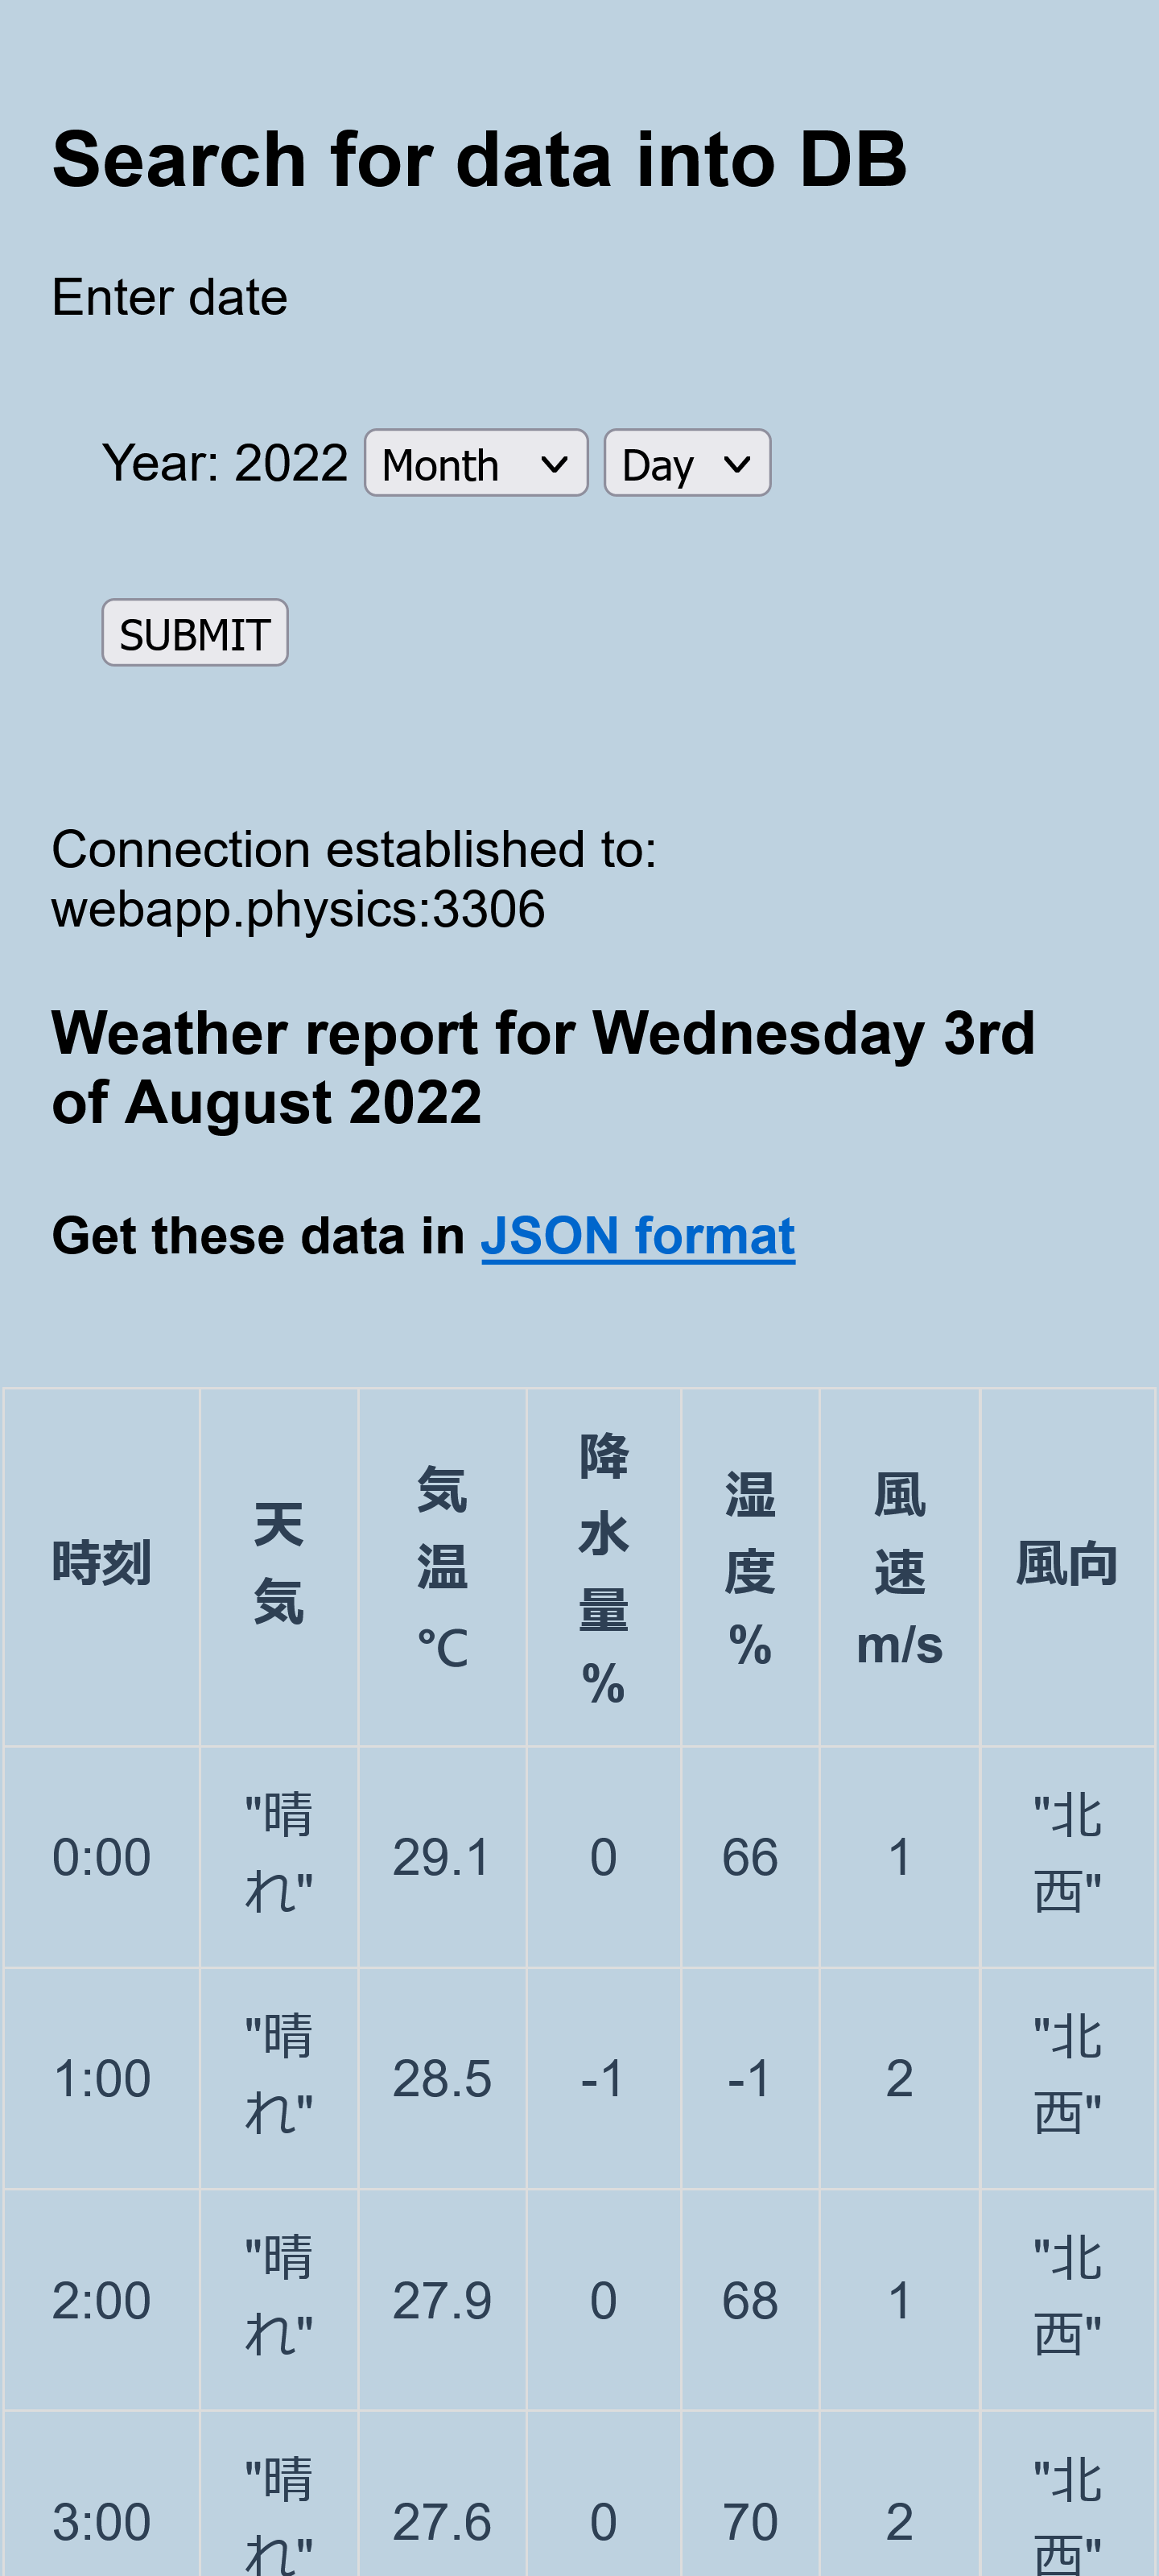 Search for data into DB
Enter date
Year: 2022 Month Day
SUBMIT
Connection established to:
webapp.physics:3306
Weather report for Wednesday 3rd
of August 2022
Get these data in JSON format
時刻 天気 気温℃ 降水量% 湿度% 風速m/s 風向
0:00 "晴れ" 29.1 0 66 1 "北西"
1:00 "晴れ" 28.5 -1 -1 2 "北西"
2:00 "晴れ" 27.9 0 68 1 "北西"
3:00 "晴れ" 27.6 0 70 2 "北西"